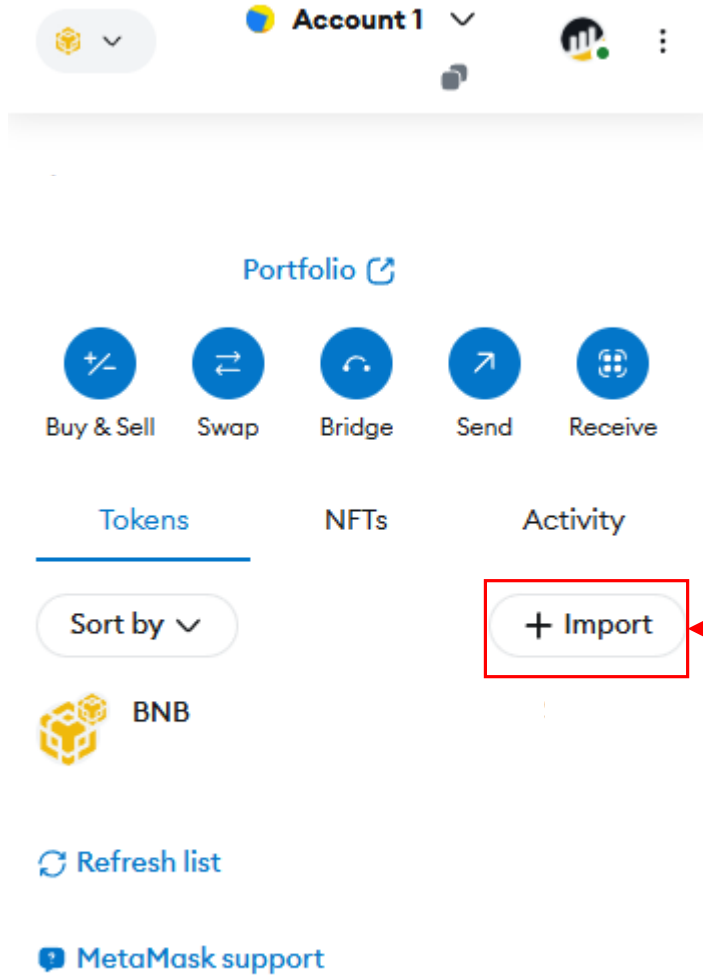 Account 1
Portfolio
Buy & Sell Swap Bridge Send Receive
Tokens NFTs Activity
Sort by + Import
BNB
Refresh list
MetaMask support